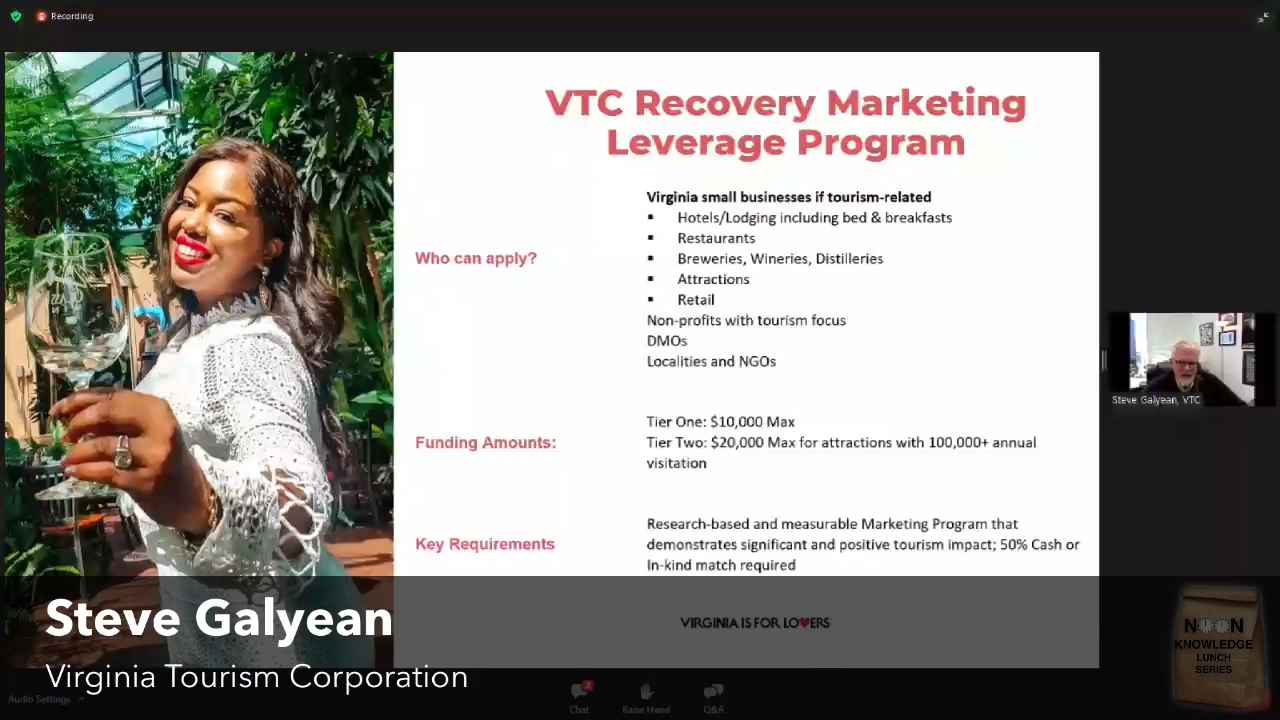 Recording
VTC Recovery Marketing
Leverage Program
Who can apply?
Virginia small businesses if tourism-related
▪ Hotels/Lodging including bed & breakfasts
▪ Restaurants
▪ Breweries, Wineries, Distilleries
▪ Attractions
▪ Retail
Non-profits with tourism focus
DMOs
Localities and NGOs
Funding Amounts:
Tier One: $10,000 Max
Tier Two: $20,000 Max for attractions with 100,000+ annual
visitation
Key Requirements
Research-based and measurable Marketing Program that
demonstrates significant and positive tourism impact; 50% Cash or
In-kind match required
VIRGINIA IS FOR LO♥ERS
Steve Galyean, VTC
Steve Galyean
Virginia Tourism Corporation
NOON
KNOWLEDGE
LUNCH
SERIES
Audio Settings
3
Chat
Raise Hand
Q&A